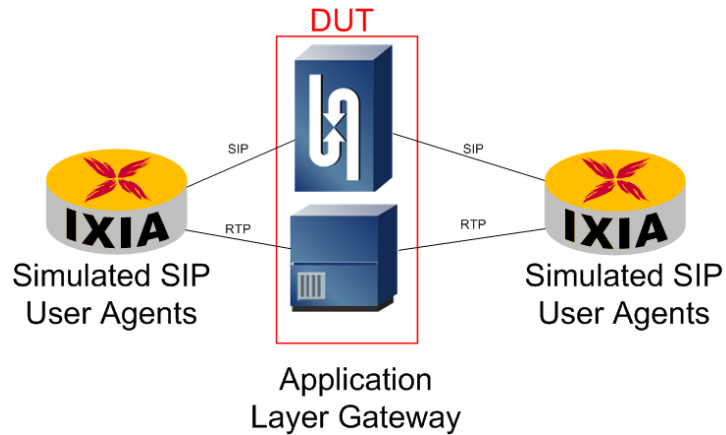 DUT
SIP
SIP
IXIA
RTP
RTP
IXIA
Simulated SIP
User Agents
Simulated SIP
User Agents
Application
Layer Gateway